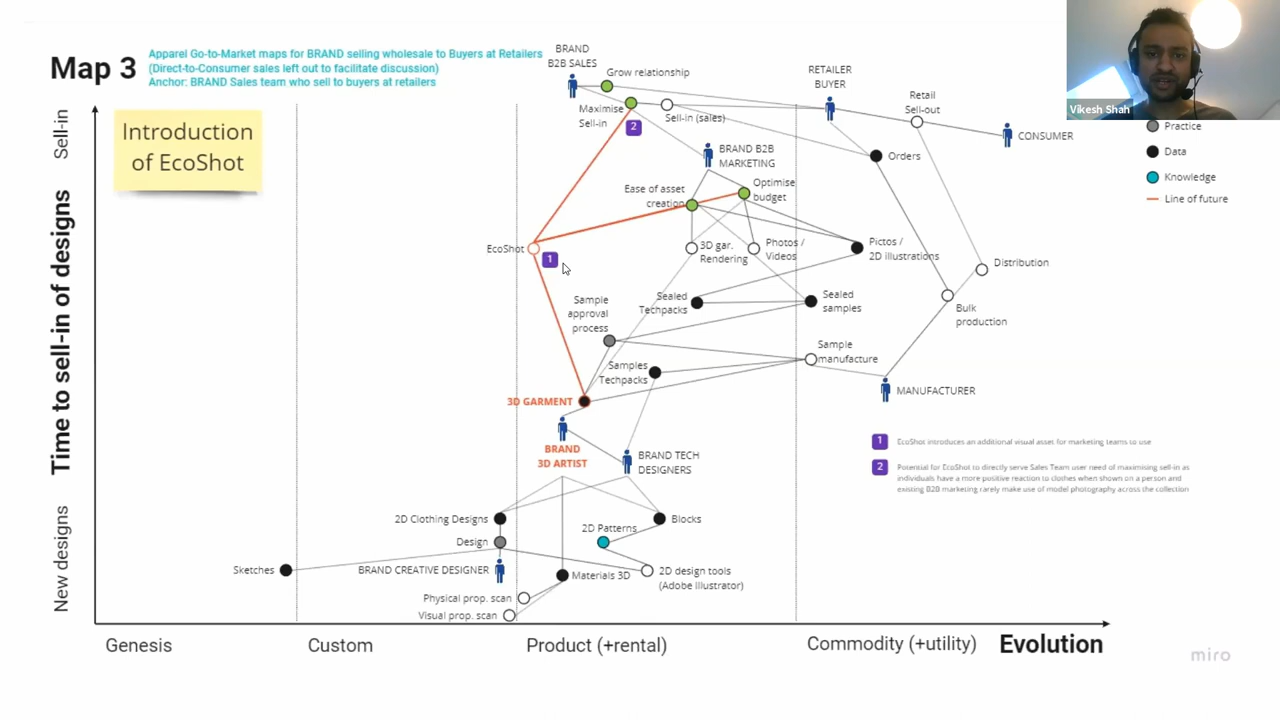 Map 3
Apparel Go-to-Market maps for BRAND selling wholesale to Buyers at Retailers
(Direct-to-Consumer sales left out to facilitate discussion)
Anchor: BRAND Sales team who sell to buyers at retailers
Introduction
of EcoShot
Sell-in
Time to sell-in of designs
New designs
BRAND
B2B SALES
Grow relationship
Maximise
Sell-in
2
Sell-in (sales)
RETAILER
BUYER
Retail
Sell-out
CONSUMER
Vikesh Shah
Practice
Data
Knowledge
Line of future
Orders
BRAND B2B
MARKETING
Ease of asset
creation
Optimise
budget
EcoShot
1
3D gar.
Rendering
Photos /
Videos
Pictos /
2D illustrations
Distribution
Sealed
Techpacks
Sealed
samples
Bulk
production
Sample
approval
process
Sample
manufacture
Samples
Techpacks
MANUFACTURER
3D GARMENT
BRAND
3D ARTIST
BRAND TECH
DESIGNERS
1
EcoShot introduces an additional visual asset for marketing teams to use
2
Potential for EcoShot to directly serve Sales Team user need of maximising sell-in as
individuals have a more positive reaction to clothes when shown on a person and
existing B2B marketing rarely make use of model photography across the collection
2D Clothing Designs
2D Patterns
Blocks
Design
Sketches
BRAND CREATIVE DESIGNER
Materials 3D
2D design tools
(Adobe illustrator)
Physical prop. scan
Visual prop. scan
Genesis
Custom
Product (+rental)
Commodity (+utility)
Evolution
miro